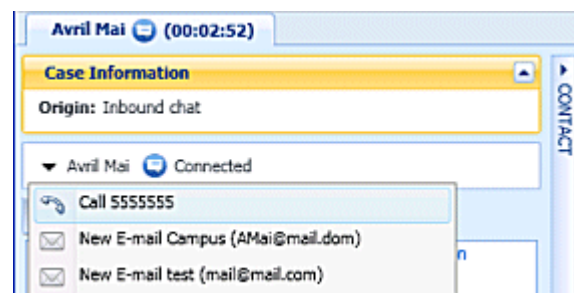 Avril Mai (00:02:52)
Case Information
Origin: Inbound chat
CONTACT
Avril Mai Connected
Call 5555555
New E-mail Campus (AMai@mail.dom)
New E-mail test (mail@mail.com)